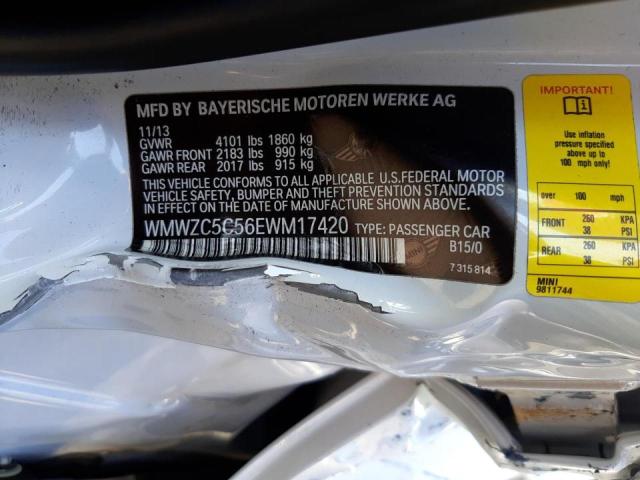 MFD BY BAYERISCHE MOTOREN WERKE AG
11/13
GVWR 4101 lbs 1860 kg
GAWR FRONT 2183 lbs 990 kg
GAWR REAR 2017 lbs 915 kg
THIS VEHICLE CONFORMS TO ALL APPLICABLE U.S.FEDERAL MOTOR
VEHICLE SAFETY, BUMPER, AND THEFT PREVENTION STANDARDS
IN EFFECT ON THE DATE OF MANUFACTURE SHOWN ABOVE.
WMWZC5C56EWM17420 TYPE: PASSENGER CAR
B15/0
MINI
7 315 814
IMPORTANT!
Use inflation
pressure specified
accordingly at
speeds up to
100 mph only!
over 100 mph
FRONT 260 KPA
38 PSI
REAR 260 KPA
38 PSI
MINI
9811744